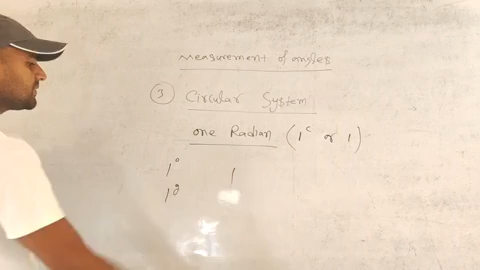 Measurement of angles
③ Circular System
one Radian (1ᶜ or 1)
1° 1
1ᵍ